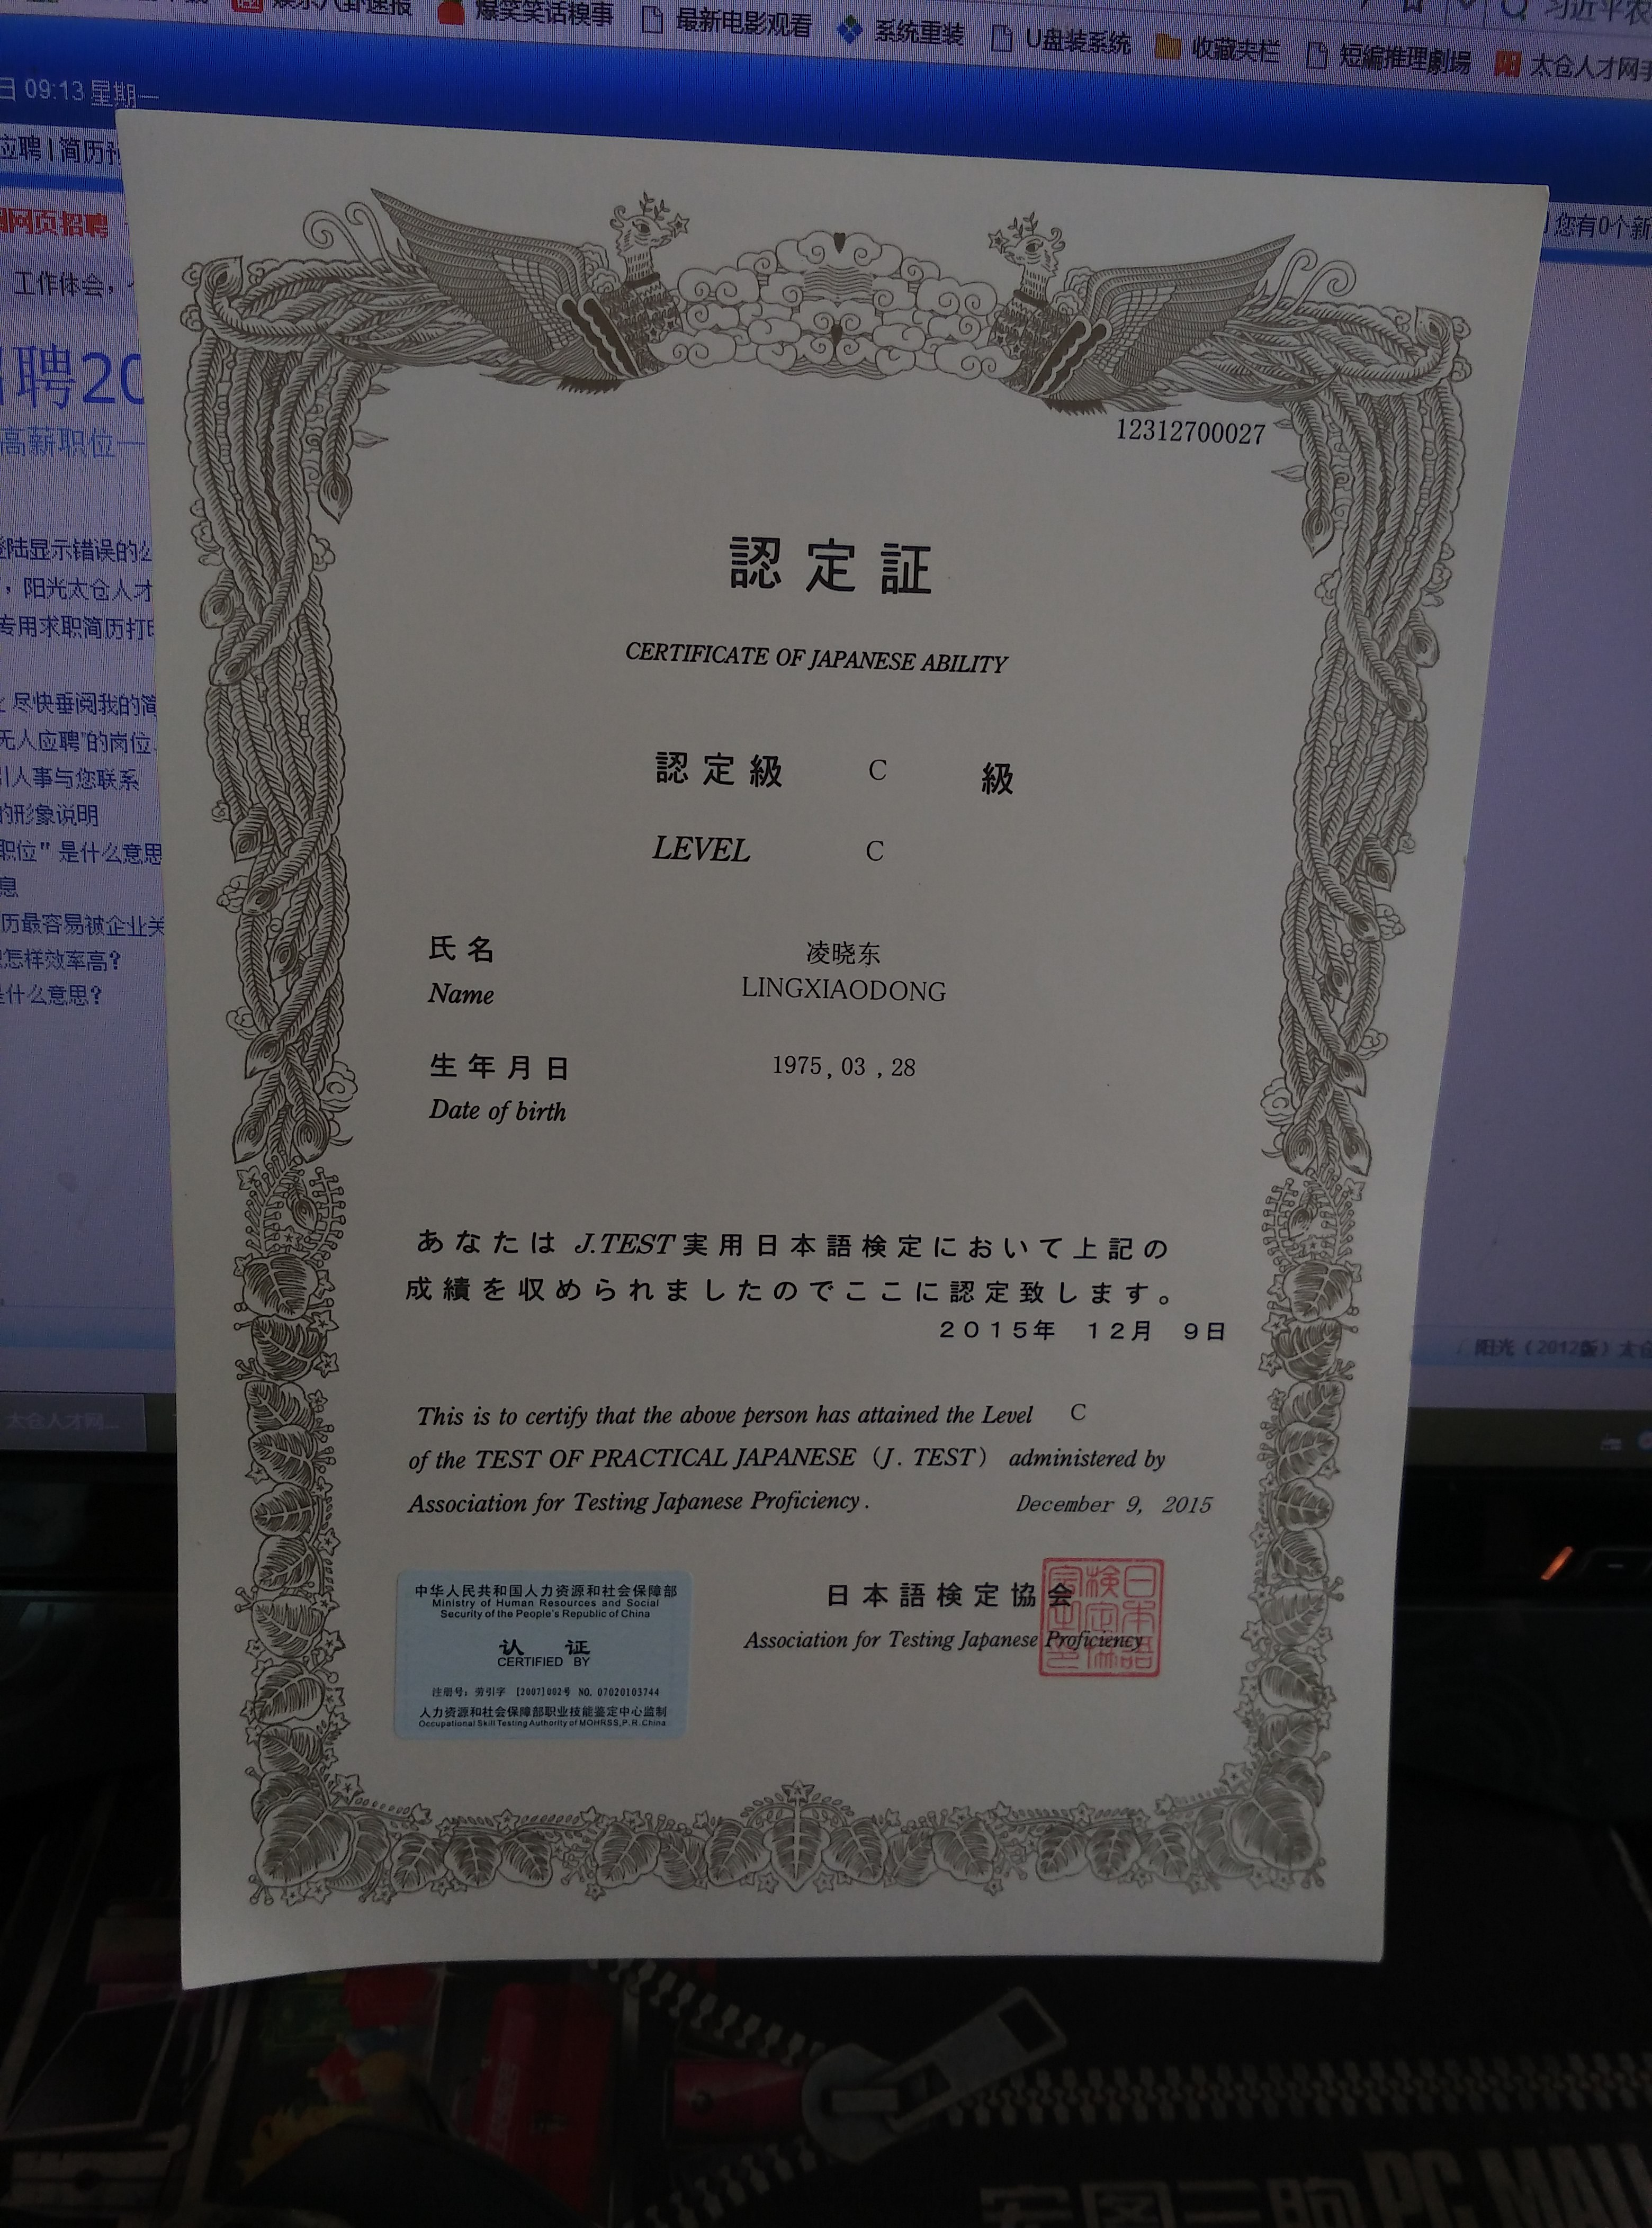 爆笑笑话糗事
最新电影观看
系统重装
U盘装系统
收藏夹栏
短編推理劇場
太仓人才网
日 09:13 星期一
应聘 | 简历
网页招聘
您有0个新
工作体会，
聘20
高薪职位一
登陆显示错误的
，阳光太仓人才
专用求职简历打
尽快垂阅我的简
无人应聘”的岗位
引人事与您联系
的形象说明
职位”是什么意思
息
历最容易被企业关
怎样效率高？
什么意思？
阳光（2012版）太仓
太仓人才网...
12312700027
認定証
CERTIFICATE OF JAPANESE ABILITY
認定級 C 級
LEVEL C
氏名 凌晓东
Name LINGXIAODONG
生年月日 1975 , 03 , 28
Date of birth
あなたは J.TEST 実用日本語検定において上記の
成績を収められましたのでここに認定致します。
２０１５年 １２月 ９日
This is to certify that the above person has attained the Level C
of the TEST OF PRACTICAL JAPANESE（J. TEST）administered by
Association for Testing Japanese Proficiency.
December 9, 2015
中华人民共和国人力资源和社会保障部
Ministry of Human Resources and Social
Security of the People's Republic of China
认 证
CERTIFIED BY
注册号：劳引字 [2007]002号 NO. 07020103744
人力资源和社会保障部职业技能鉴定中心监制
Occupational Skill Testing Authority of MOHRSS,P.R.China
日本語検定協会
Association for Testing Japanese Proficiency
日本語
検定協
会之印
宏图三胞 PC MALL